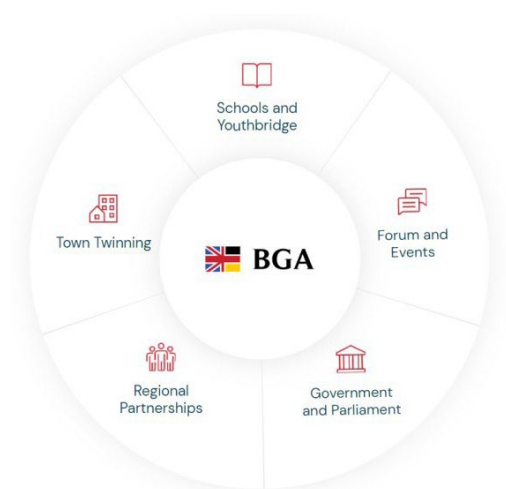 Schools and
Youthbridge
Town Twinning
Forum and
Events
BGA
Regional
Partnerships
Government
and Parliament